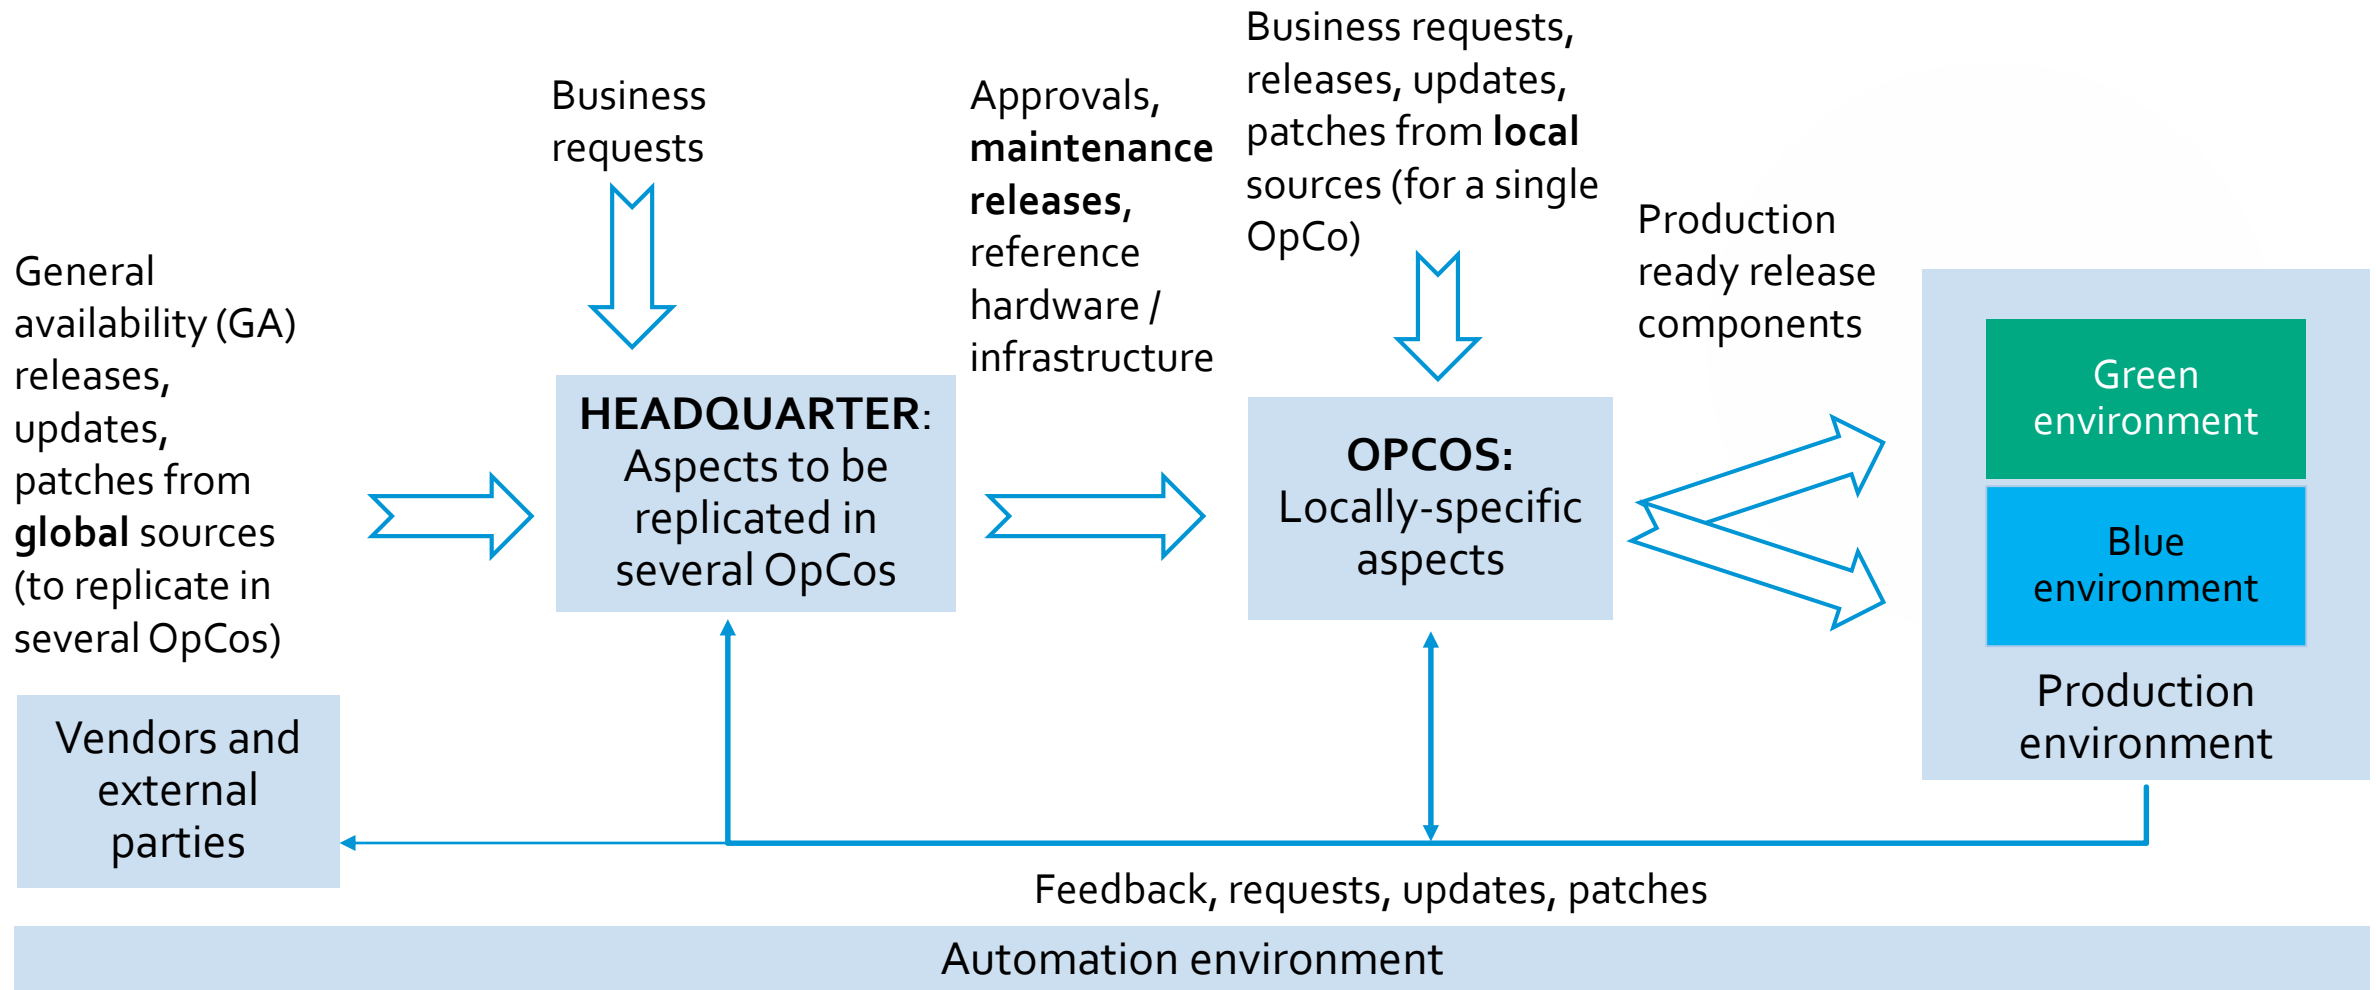 General
availability (GA)
releases,
updates,
patches from
global sources
(to replicate in
several OpCos)
Vendors and
external
parties
Business
requests
HEADQUARTER:
Aspects to be
replicated in
several OpCos
Approvals,
maintenance
releases,
reference
hardware /
infrastructure
Business requests,
releases, updates,
patches from local
sources (for a single
OpCo)
OPCOS:
Locally-specific
aspects
Production
ready release
components
Green
environment
Blue
environment
Production
environment
Feedback, requests, updates, patches
Automation environment